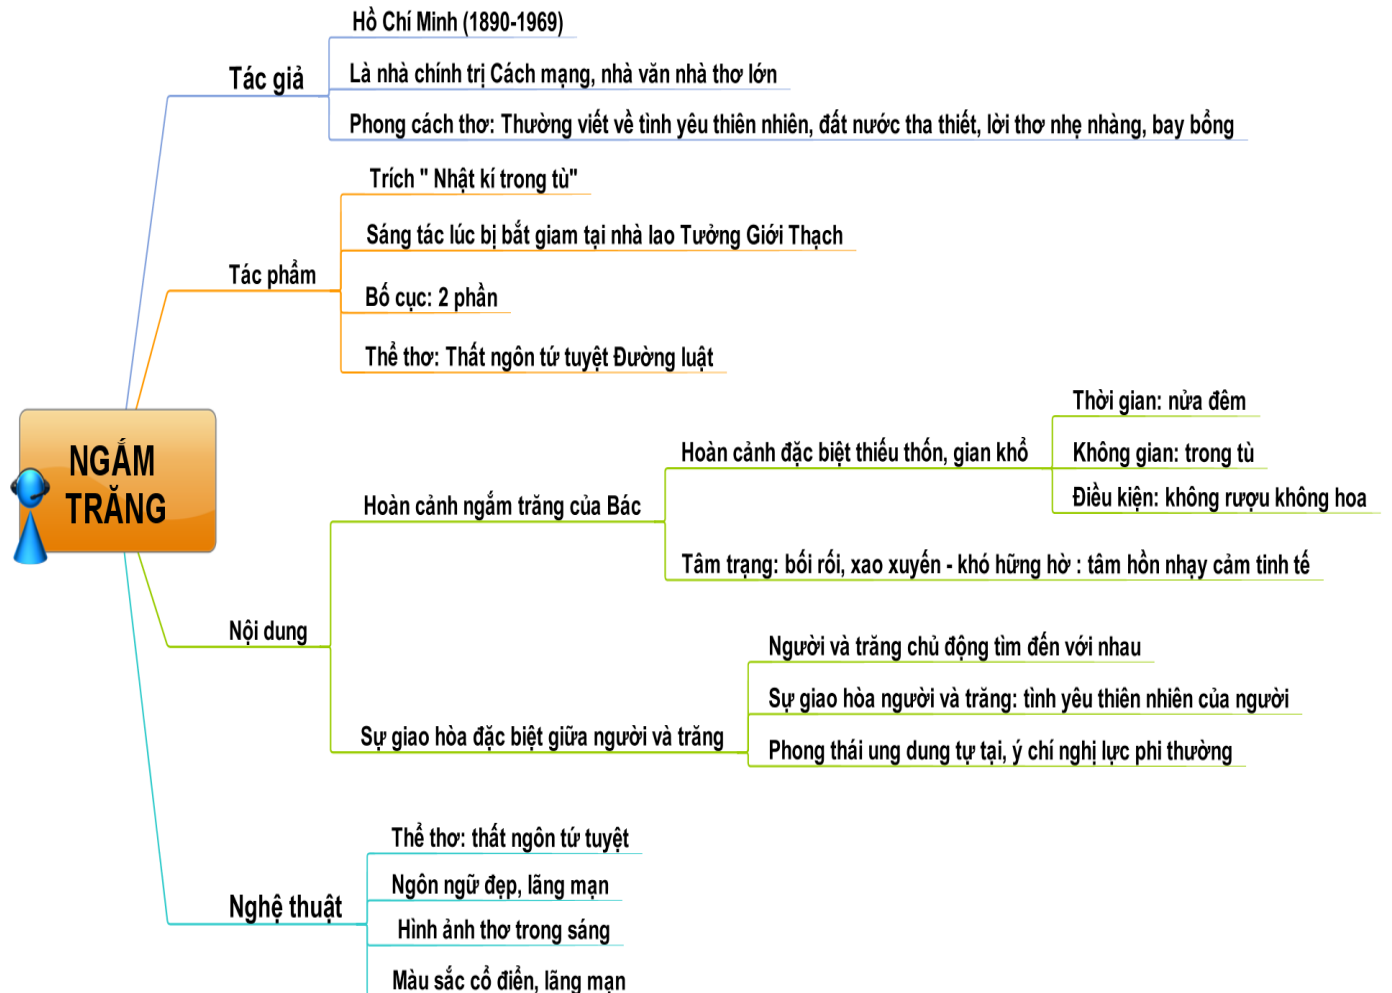 NGẮM
TRĂNG
Tác giả
Hồ Chí Minh (1890-1969)
Là nhà chính trị Cách mạng, nhà văn nhà thơ lớn
Phong cách thơ: Thường viết về tình yêu thiên nhiên, đất nước tha thiết, lời thơ nhẹ nhàng, bay bổng
Tác phẩm
Trích " Nhật kí trong tù"
Sáng tác lúc bị bắt giam tại nhà lao Tưởng Giới Thạch
Bố cục: 2 phần
Thể thơ: Thất ngôn tứ tuyệt Đường luật
Nội dung
Hoàn cảnh ngắm trăng của Bác
Hoàn cảnh đặc biệt thiếu thốn, gian khổ
Thời gian: nửa đêm
Không gian: trong tù
Điều kiện: không rượu không hoa
Tâm trạng: bối rối, xao xuyến - khó hững hờ : tâm hồn nhạy cảm tinh tế
Sự giao hòa đặc biệt giữa người và trăng
Người và trăng chủ động tìm đến với nhau
Sự giao hòa người và trăng: tình yêu thiên nhiên của người
Phong thái ung dung tự tại, ý chí nghị lực phi thường
Nghệ thuật
Thể thơ: thất ngôn tứ tuyệt
Ngôn ngữ đẹp, lãng mạn
Hình ảnh thơ trong sáng
Màu sắc cổ điển, lãng mạn